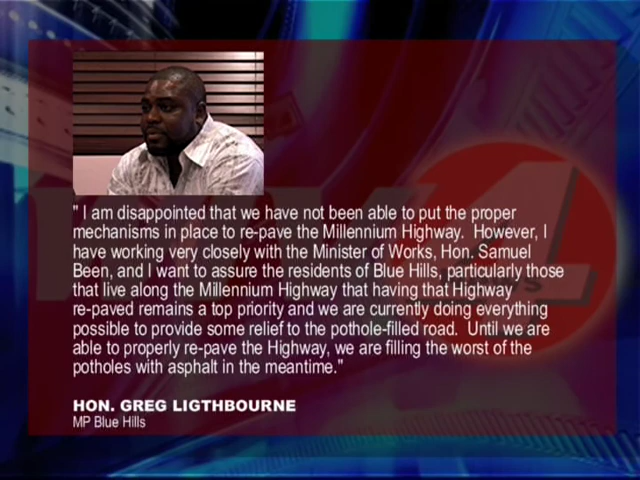 " I am disappointed that we have not been able to put the proper
mechanisms in place to re-pave the Millennium Highway.  However, I
have working very closely with the Minister of Works, Hon. Samuel
Been, and I want to assure the residents of Blue Hills, particularly those
that live along the Millennium Highway that having that Highway
re-paved remains a top priority and we are currently doing everything
possible to provide some relief to the pothole-filled road.  Until we are
able to properly re-pave the Highway, we are filling the worst of the
potholes with asphalt in the meantime."
HON. GREG LIGTHBOURNE
MP Blue Hills